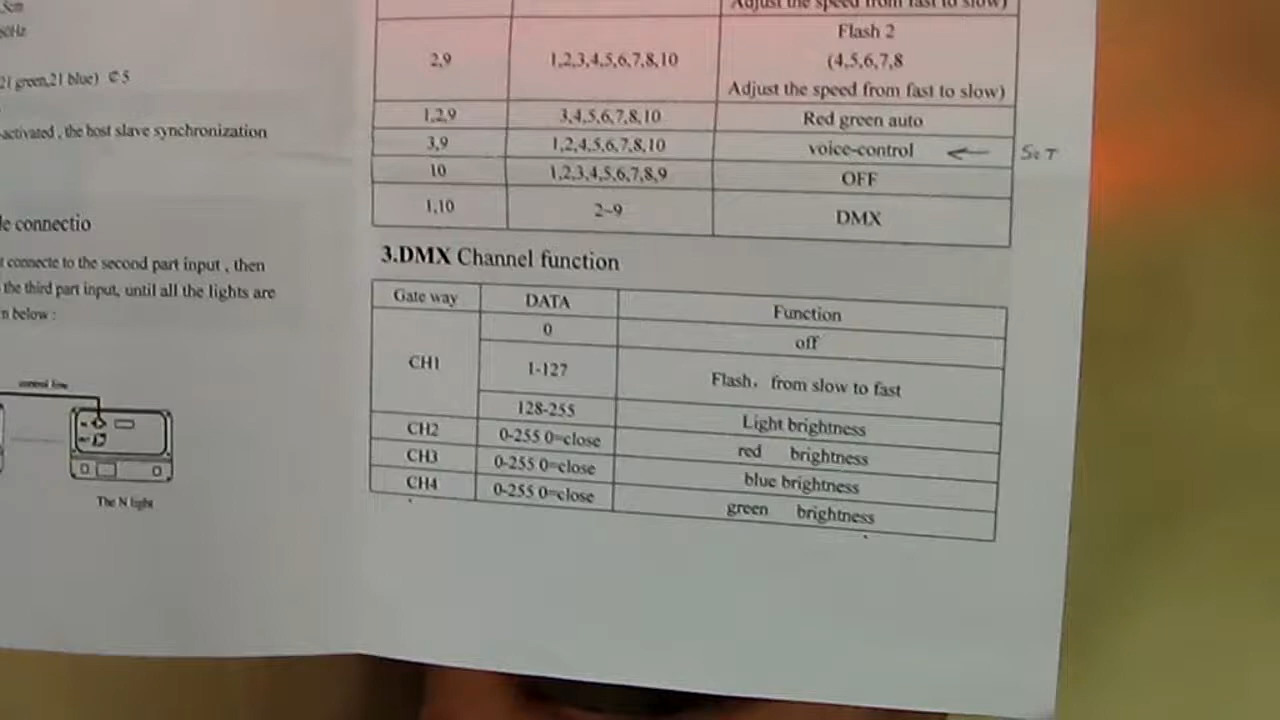 5cm
50Hz
21 green,21 blue) ¢5
-activated , the host slave synchronization
le connectio
t connecte to the second part input , then
the third part input, until all the lights are
n below :
control line
The N light
Adjust the speed from fast to slow)
2,9 1,2,3,4,5,6,7,8,10 Flash 2
(4,5,6,7,8
Adjust the speed from fast to slow)
1,2,9 3,4,5,6,7,8,10 Red green auto
3,9 1,2,4,5,6,7,8,10 voice-control ← SET
10 1,2,3,4,5,6,7,8,9 OFF
1,10 2~9 DMX
3.DMX Channel function
Gate way DATA Function
CH1 0 off
1-127 Flash，from slow to fast
128-255 Light brightness
CH2 0-255 0=close red brightness
CH3 0-255 0=close blue brightness
CH4 0-255 0=close green brightness